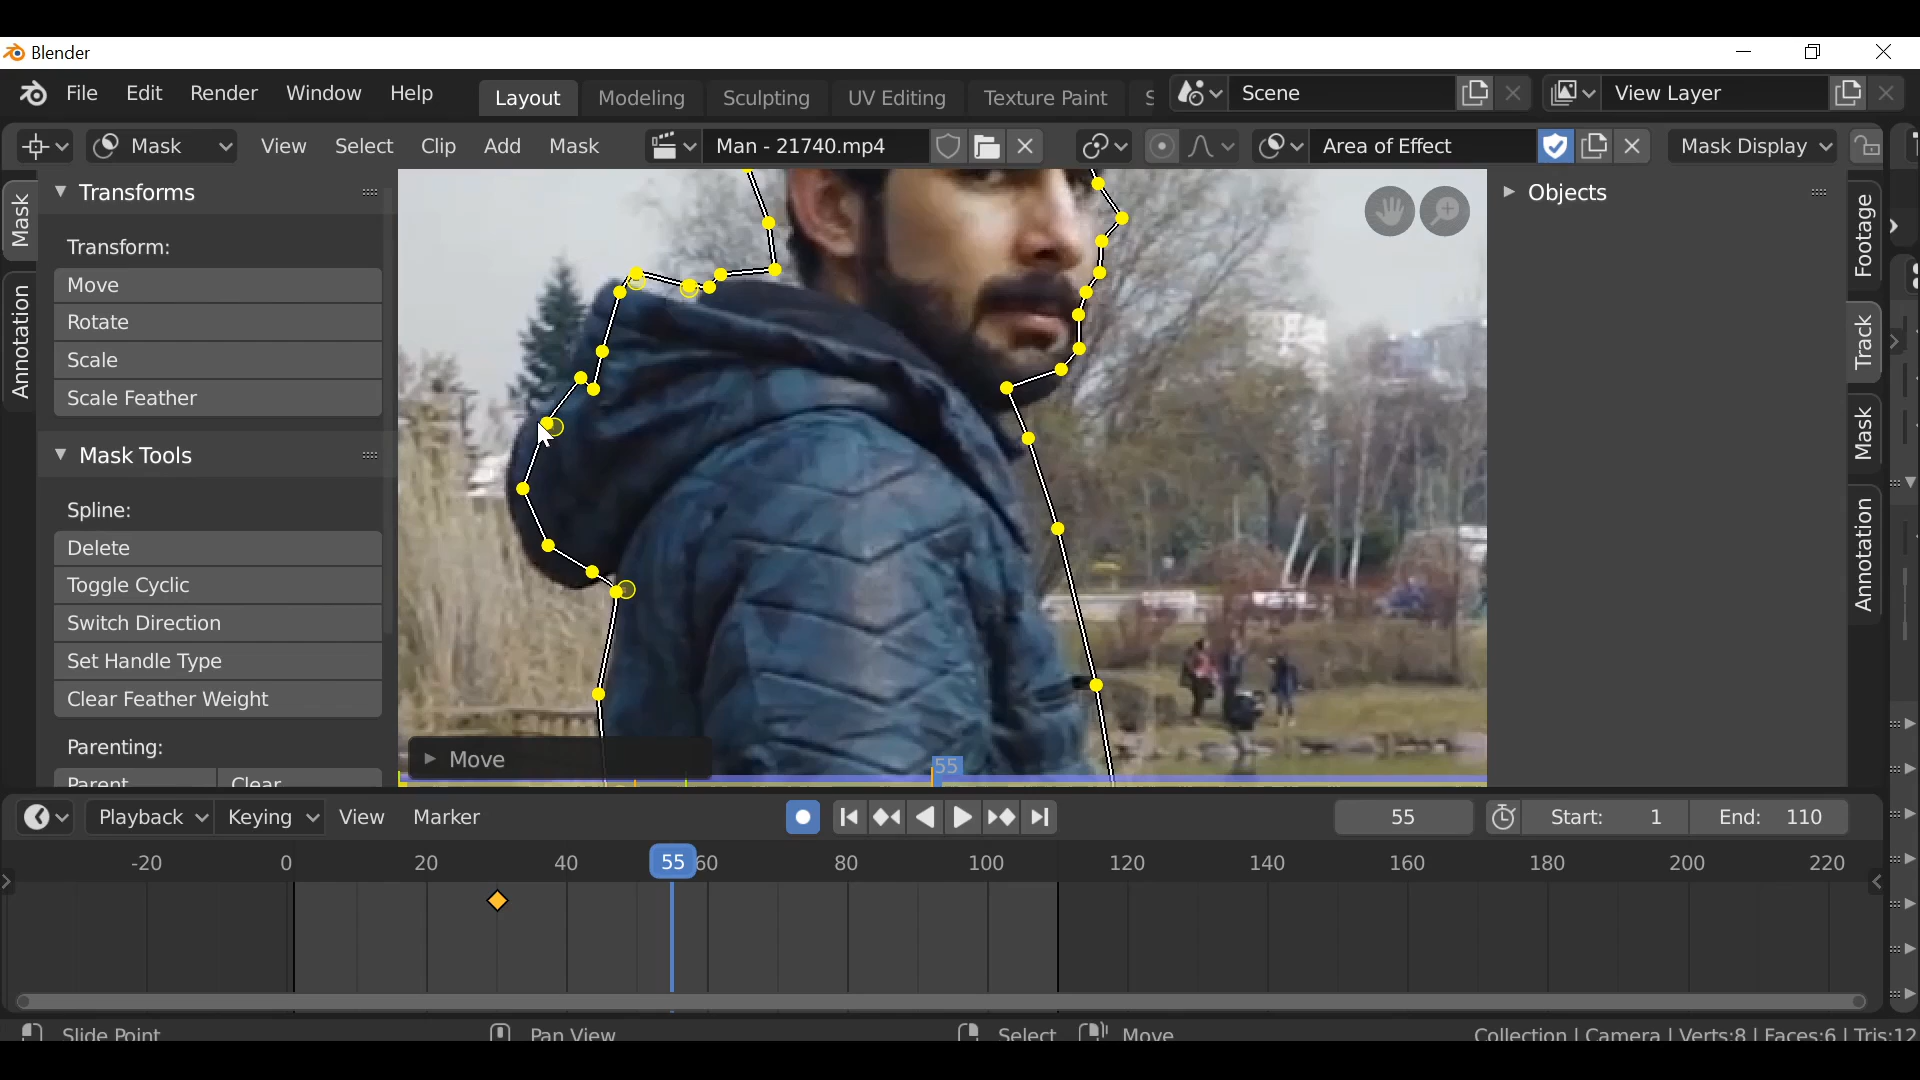 Blender
File Edit Render Window Help Layout Modeling Sculpting UV Editing Texture Paint S Scene View Layer
Mask View Select Clip Add Mask Man - 21740.mp4 Area of Effect Mask Display
Transforms
Transform:
Move
Rotate
Scale
Scale Feather
Mask Tools
Spline:
Delete
Toggle Cyclic
Switch Direction
Set Handle Type
Clear Feather Weight
Parenting:
Parent Clear
Mask
Annotation
Objects
Footage
Track
Mask
Annotation
Move
55
Playback Keying View Marker 55 Start: 1 End: 110
-20 0 20 40 55 60 80 100 120 140 160 180 200 220
Slide Point Pan View Select Move Collection | Camera | Verts:8 | Faces:6 | Tris:12